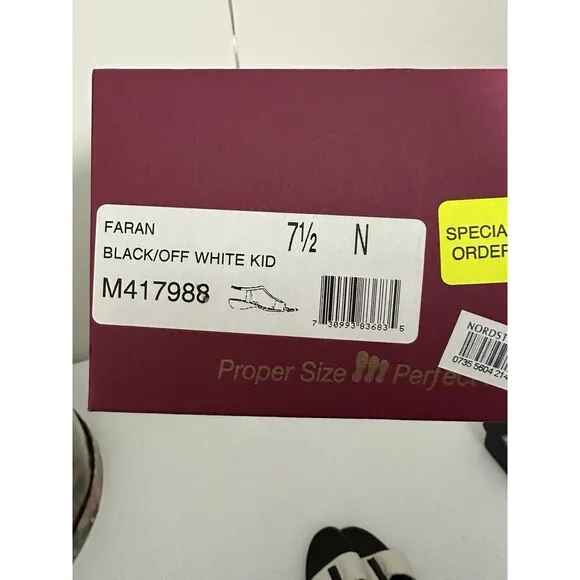 FARAN 7½ N
BLACK/OFF WHITE KID
M417988
7 30993 83683 5
SPECIA
ORDER
NORDST
0735 5604 214
Proper Size Perfect